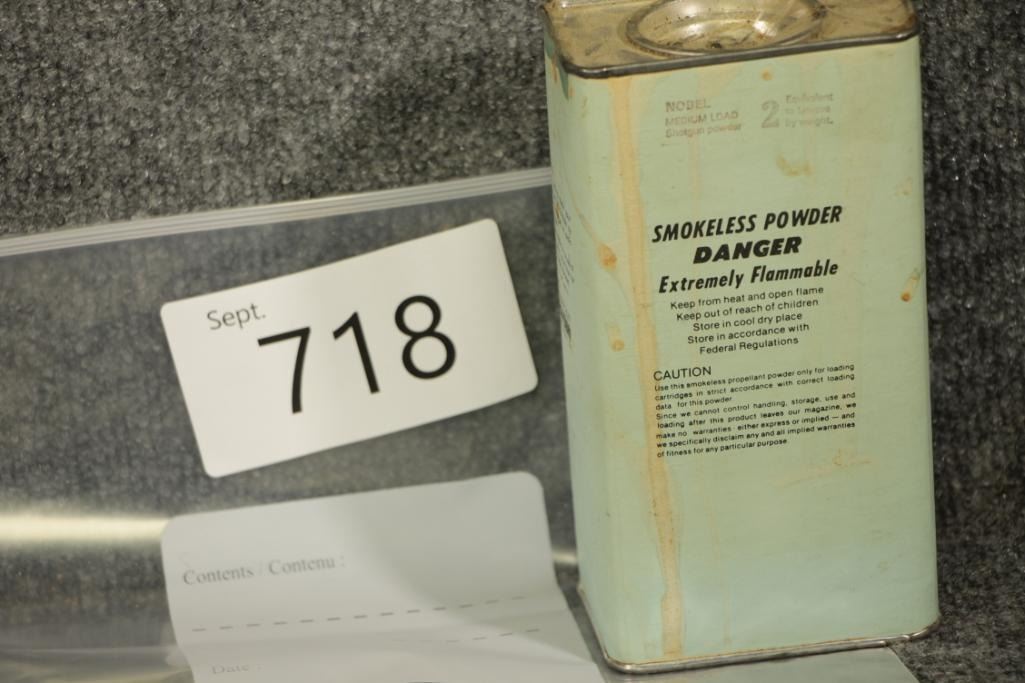 NOBEL
MEDIUM LOAD
Shotgun powder
2
Equivalent
by weight.
SMOKELESS POWDER
DANGER
Extremely Flammable
Keep from heat and open flame
Keep out of reach of children
Store in cool dry place
Store in accordance with
Federal Regulations
CAUTION
Use this smokeless propellant powder only for loading
cartridges in strict accordance with correct loading
data for this powder
Since we cannot control handling, storage, use and
loading after this product leaves our magazine, we
make no warranties either express or implied — and
we specifically disclaim any and all implied warranties
of fitness for any particular purpose.
Sept.
718
Contents / Contenu :
Date :